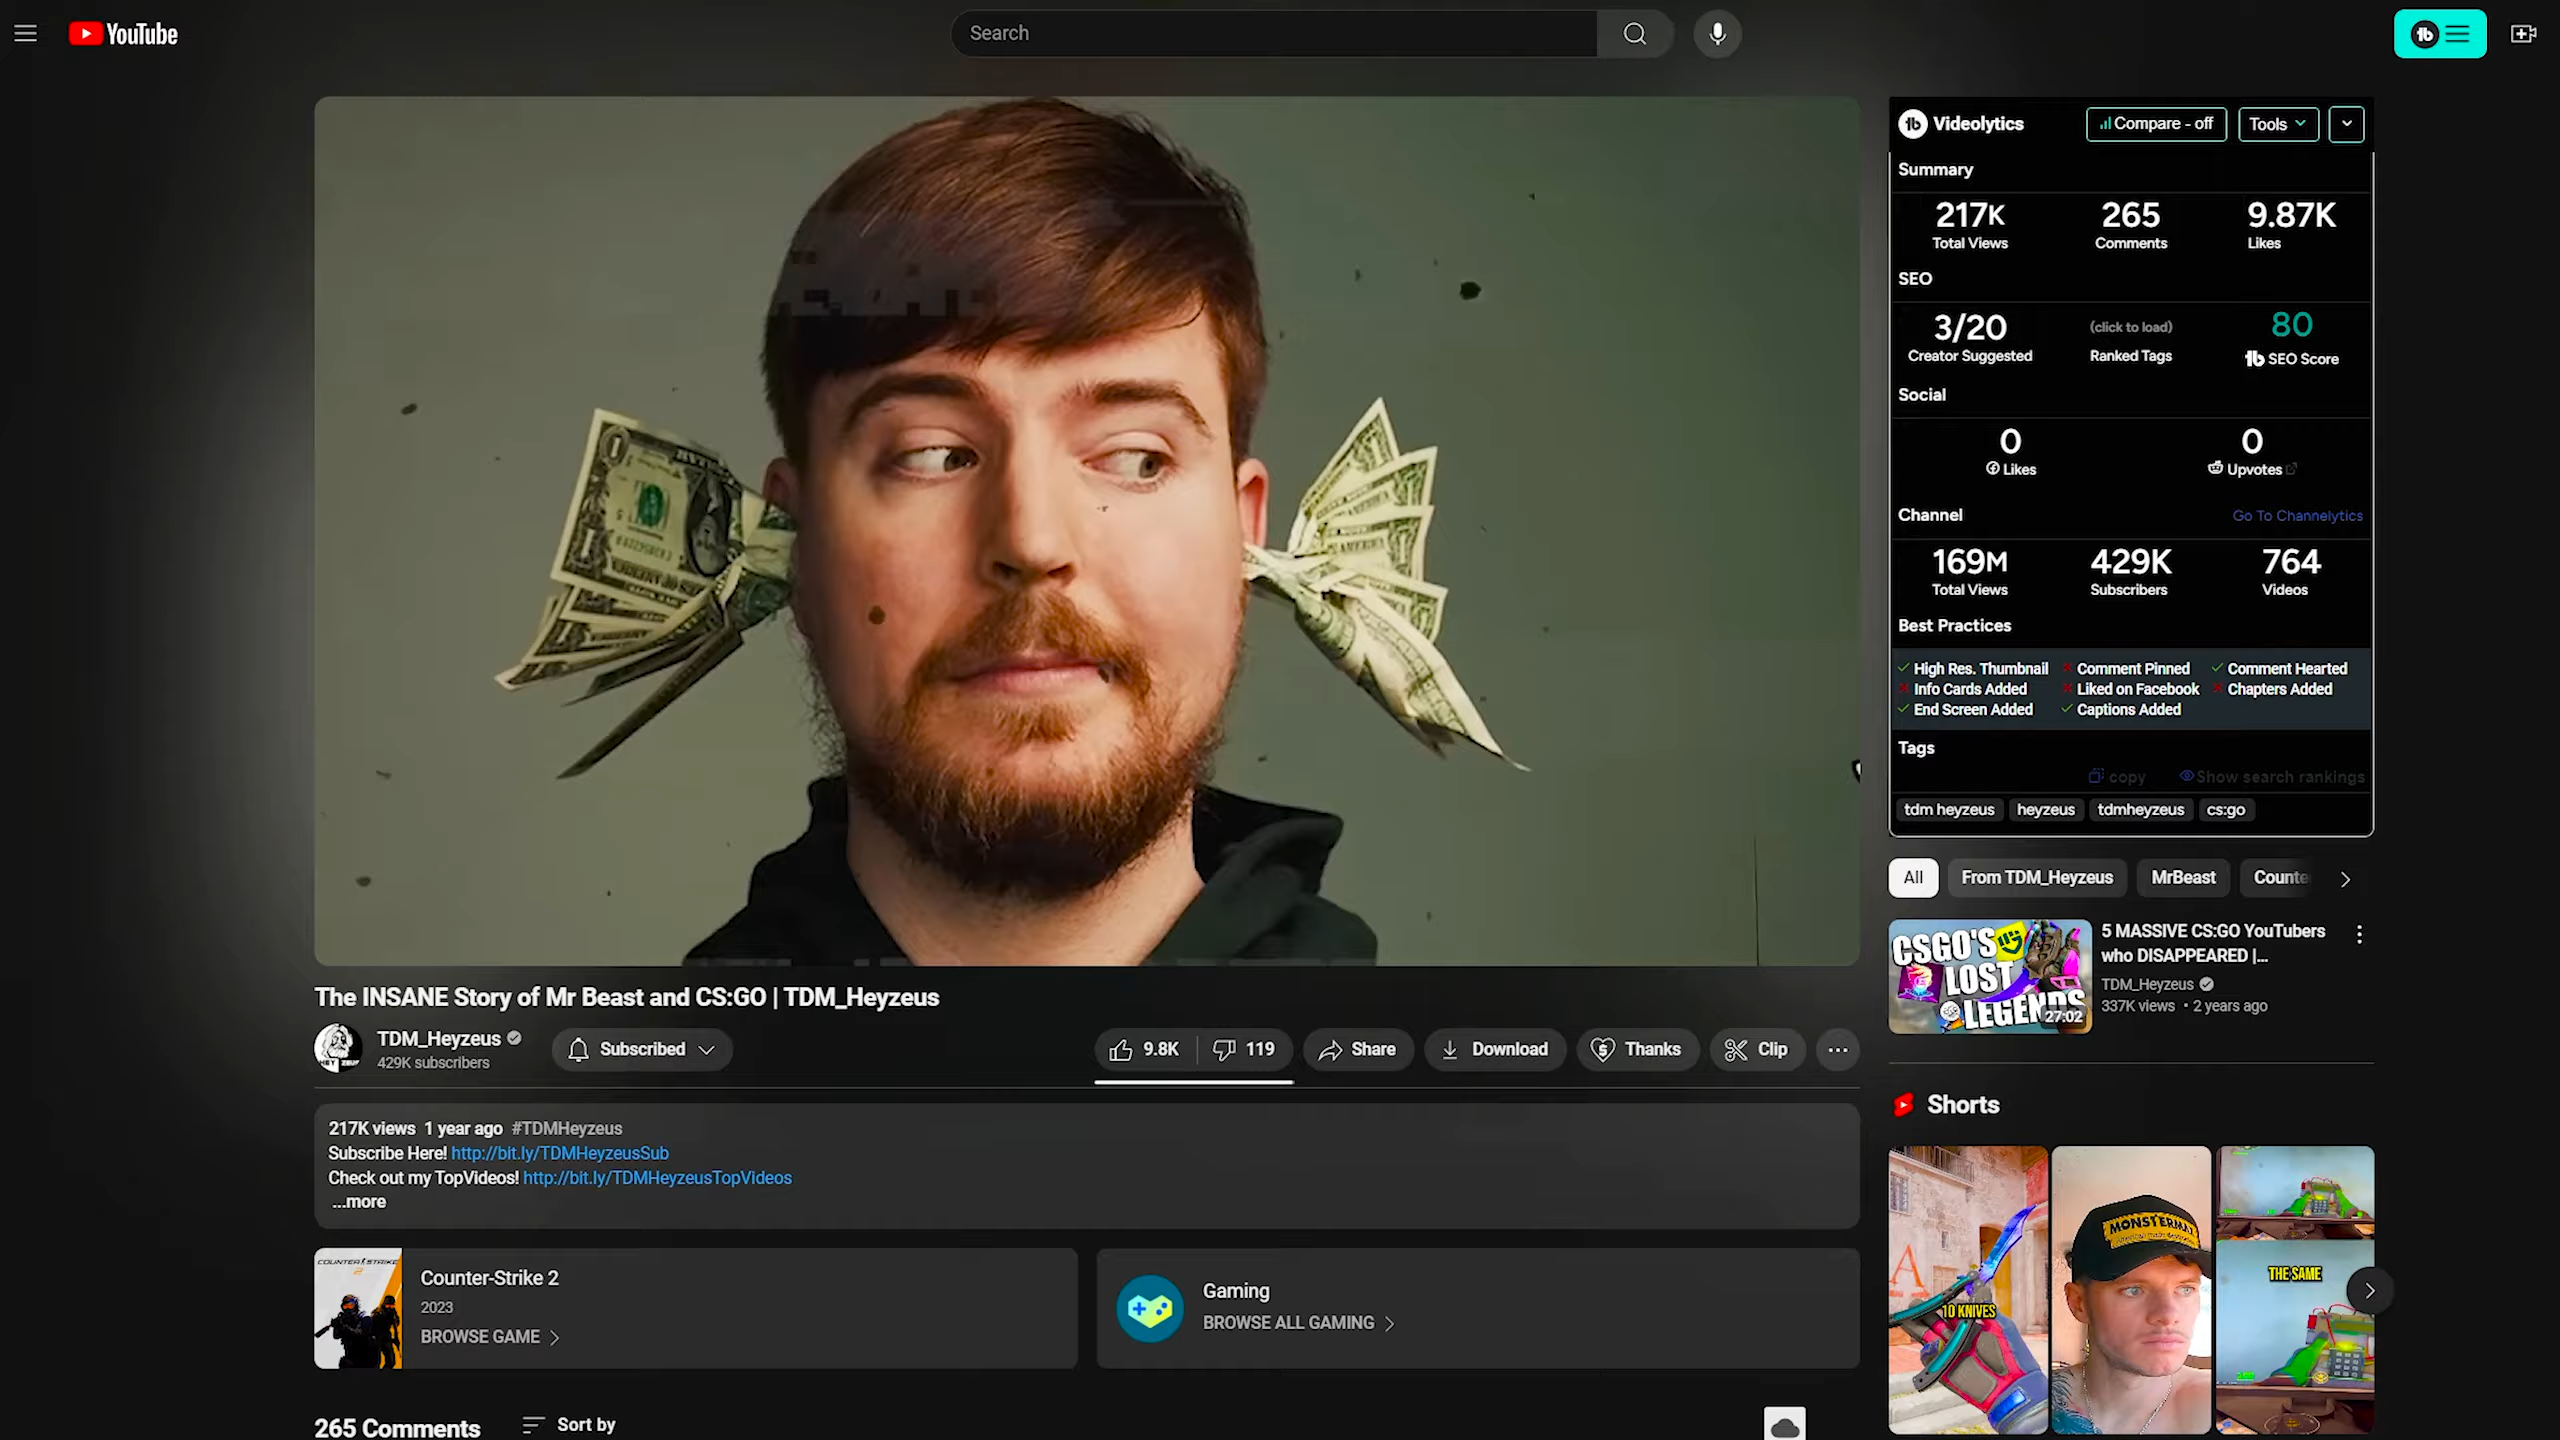 YouTube
Search
The INSANE Story of Mr Beast and CS:GO | TDM_Heyzeus
TDM_Heyzeus
429K subscribers
Subscribed
9.8K
119
Share
Download
Thanks
Clip
217K views 1 year ago #TDMHeyzeus
Subscribe Here! http://bit.ly/TDMHeyzeusSub
Check out my TopVideos! http://bit.ly/TDMHeyzeusTopVideos
...more
COUNTER STRIKE
2
Counter-Strike 2
2023
BROWSE GAME
Gaming
BROWSE ALL GAMING
265 Comments
Sort by
Videolytics
Compare - off
Tools
Summary
217K
265
9.87K
Total Views
Comments
Likes
SEO
3/20
(click to load)
80
Creator Suggested
Ranked Tags
SEO Score
Social
0
0
Likes
Upvotes
Channel
Go To Channelytics
169M
429K
764
Total Views
Subscribers
Videos
Best Practices
High Res. Thumbnail
Comment Pinned
Comment Hearted
Info Cards Added
Liked on Facebook
Chapters Added
End Screen Added
Captions Added
Tags
copy
Show search rankings
tdm heyzeus
heyzeus
tdmheyzeus
cs:go
All
From TDM_Heyzeus
MrBeast
Counte
CSGO'S
LOST
LEGENDS
27:02
5 MASSIVE CS:GO YouTubers
who DISAPPEARED |...
TDM_Heyzeus
337K views • 2 years ago
Shorts
10 KNIVES
THE SAME